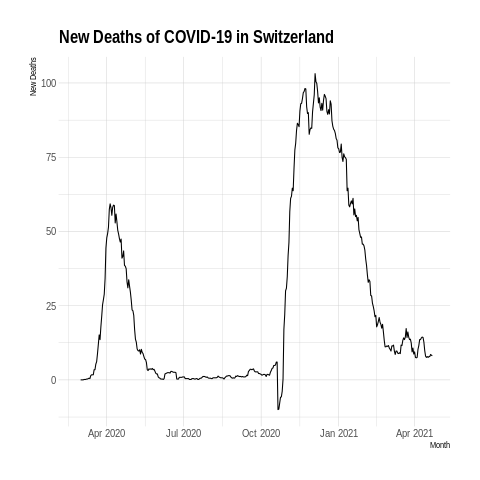 New Deaths of COVID-19 in Switzerland
New Deaths
100
75
50
25
0
Apr 2020 Jul 2020 Oct 2020 Jan 2021 Apr 2021
Month